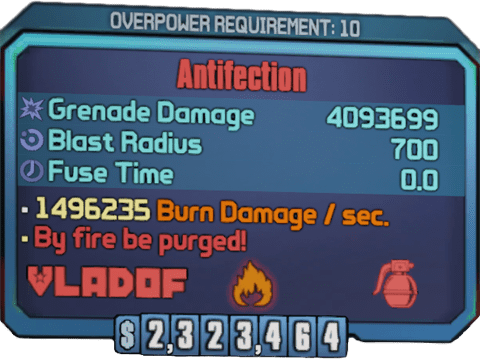 OVERPOWER REQUIREMENT: 10
Antifection
Grenade Damage 4093699
Blast Radius 700
Fuse Time 0.0
• 1496235 Burn Damage / sec.
• By fire be purged!
VLADOF
$ 2,323,464